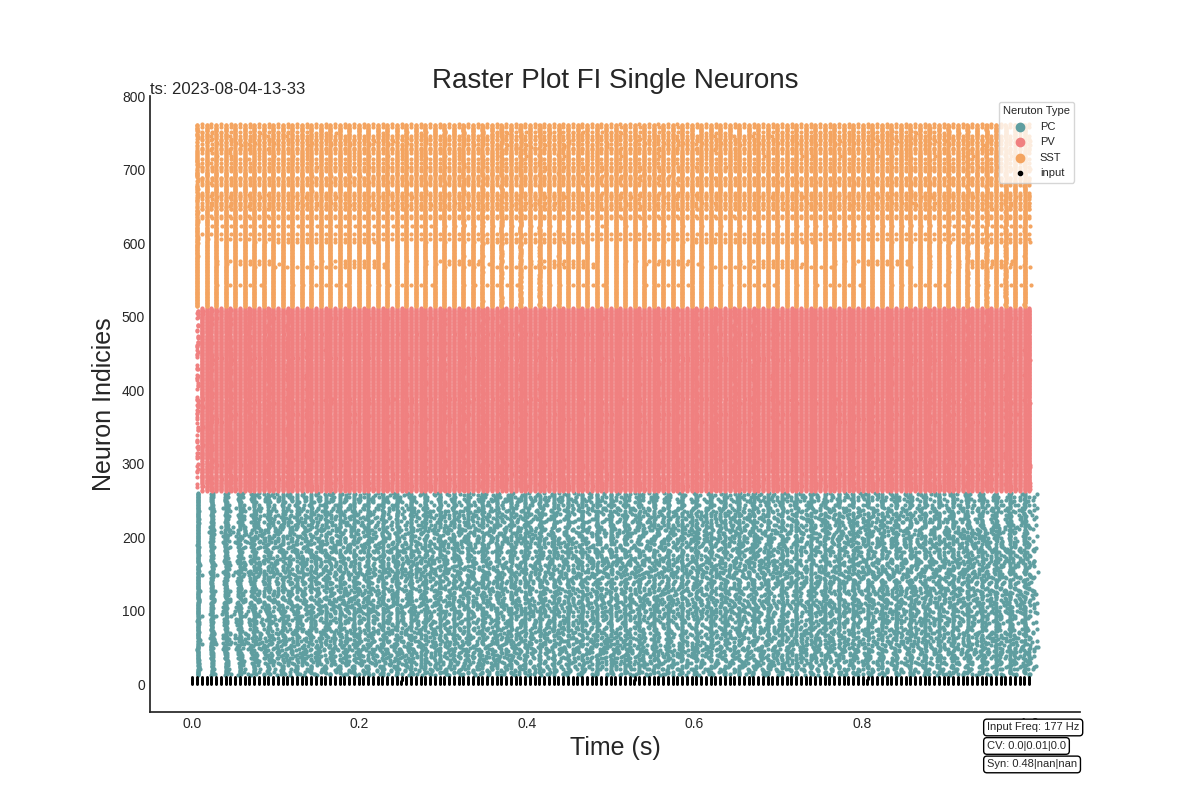 Raster Plot FI Single Neurons
ts: 2023-08-04-13-33
Neruton Type
PC
PV
SST
input
Neuron Indicies
800
700
600
500
400
300
200
100
0
0.0 0.2 0.4 0.6 0.8
Time (s)
Input Freq: 177 Hz
CV: 0.0|0.01|0.0
Syn: 0.48|nan|nan